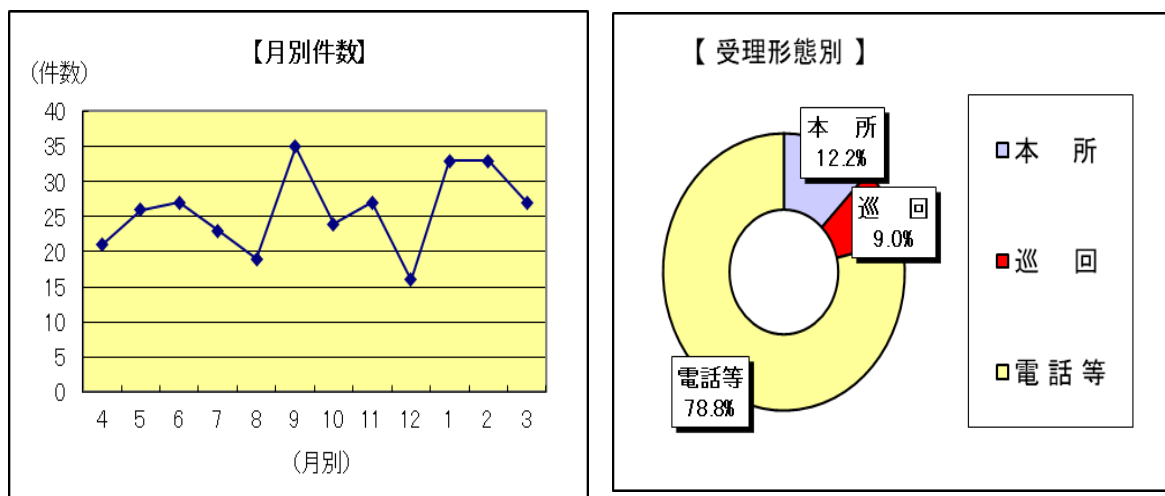 【月別件数】
(件数)
40
35
30
25
20
15
10
5
0
4 5 6 7 8 9 10 11 12 1 2 3
(月別)
【 受理形態別 】
本 所
12.2%
巡 回
9.0%
電話等
78.8%
本 所
巡 回
電 話 等